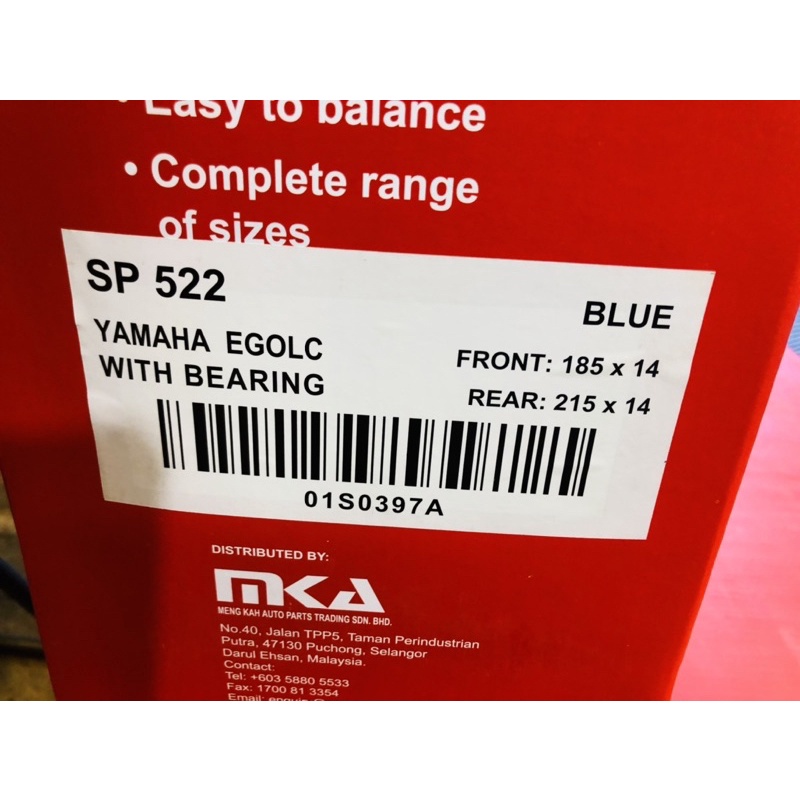 • Easy to balance
• Complete range
of sizes
SP 522
BLUE
YAMAHA EGOLC
WITH BEARING
FRONT: 185 x 14
REAR: 215 x 14
01S0397A
DISTRIBUTED BY:
MKA
MENG KAH AUTO PARTS TRADING SDN. BHD.
No.40, Jalan TPP5, Taman Perindustrian
Putra, 47130 Puchong, Selangor
Darul Ehsan, Malaysia.
Contact:
Tel: +603 5880 5533
Fax: 1700 81 3354
Email: